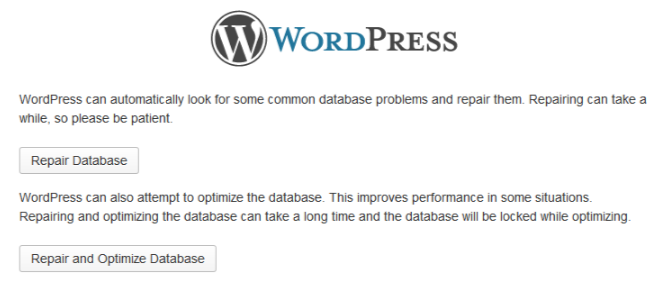 WORDPRESS
WordPress can automatically look for some common database problems and repair them. Repairing can take a
while, so please be patient.
Repair Database
WordPress can also attempt to optimize the database. This improves performance in some situations.
Repairing and optimizing the database can take a long time and the database will be locked while optimizing.
Repair and Optimize Database